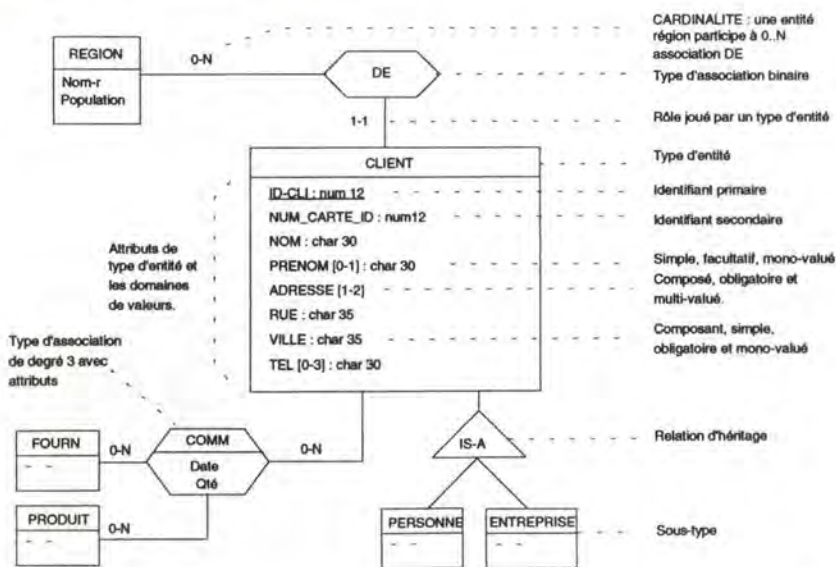 CARDINALITE : une entité
région participe à 0..N
association DE
REGION
Nom-r
Population
0-N
DE
Type d'association binaire
1-1
Rôle joué par un type d'entité
CLIENT
Type d'entité
ID-CLI : num 12
Identifiant primaire
NUM_CARTE_ID : num12
Identifiant secondaire
NOM : char 30
PRENOM [0-1] : char 30
Simple, facultatif, mono-valué
ADRESSE [1-2]
Composé, obligatoire et
multi-valué.
RUE : char 35
VILLE : char 35
Composant, simple,
obligatoire et mono-valué
TEL [0-3] : char 30
Attributs de
type d'entité et
les domaines
de valeurs.
Type d'association
de degré 3 avec
attributs
FOURN
0-N
COMM
Date
Qté
0-N
PRODUIT
0-N
IS-A
Relation d'héritage
PERSONNE
ENTREPRISE
Sous-type